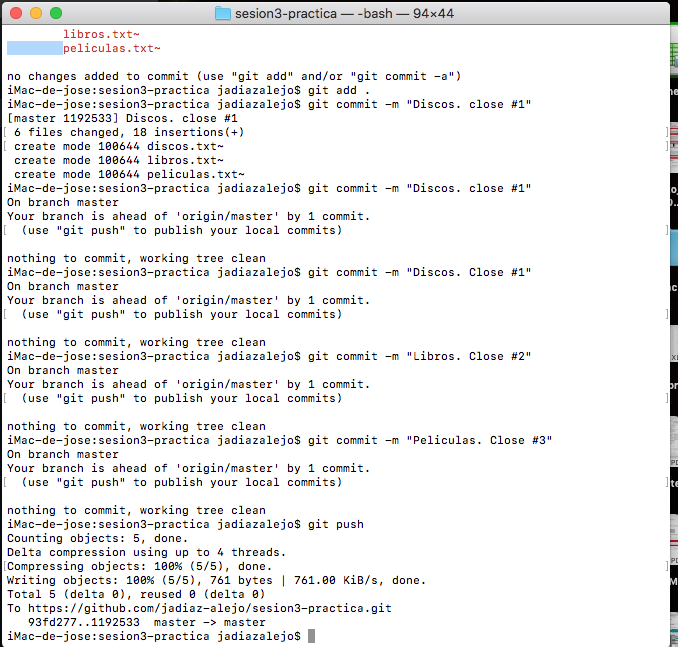 sesion3-practica — -bash — 94×44
libros.txt~
peliculas.txt~
no changes added to commit (use "git add" and/or "git commit -a")
iMac-de-jose:sesion3-practica jadiazalejo$ git add .
iMac-de-jose:sesion3-practica jadiazalejo$ git commit -m "Discos. close #1"
[master 1192533] Discos. close #1
6 files changed, 18 insertions(+)
create mode 100644 discos.txt~
create mode 100644 libros.txt~
create mode 100644 peliculas.txt~
iMac-de-jose:sesion3-practica jadiazalejo$ git commit -m "Discos. close #1"
On branch master
Your branch is ahead of 'origin/master' by 1 commit.
(use "git push" to publish your local commits)
nothing to commit, working tree clean
iMac-de-jose:sesion3-practica jadiazalejo$ git commit -m "Discos. Close #1"
On branch master
Your branch is ahead of 'origin/master' by 1 commit.
(use "git push" to publish your local commits)
nothing to commit, working tree clean
iMac-de-jose:sesion3-practica jadiazalejo$ git commit -m "Libros. Close #2"
On branch master
Your branch is ahead of 'origin/master' by 1 commit.
(use "git push" to publish your local commits)
nothing to commit, working tree clean
iMac-de-jose:sesion3-practica jadiazalejo$ git commit -m "Peliculas. Close #3"
On branch master
Your branch is ahead of 'origin/master' by 1 commit.
(use "git push" to publish your local commits)
nothing to commit, working tree clean
iMac-de-jose:sesion3-practica jadiazalejo$ git push
Counting objects: 5, done.
Delta compression using up to 4 threads.
Compressing objects: 100% (5/5), done.
Writing objects: 100% (5/5), 761 bytes | 761.00 KiB/s, done.
Total 5 (delta 0), reused 0 (delta 0)
To https://github.com/jadiaz-alejo/sesion3-practica.git
93fd277..1192533  master -> master
iMac-de-jose:sesion3-practica jadiazalejo$